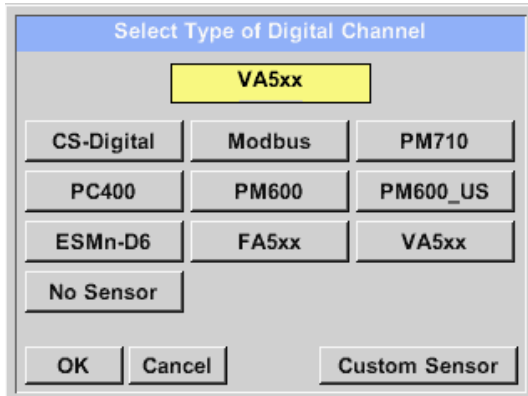 Select Type of Digital Channel
VA5xx
CS-Digital Modbus PM710
PC400 PM600 PM600_US
ESMn-D6 FA5xx VA5xx
No Sensor
OK Cancel Custom Sensor